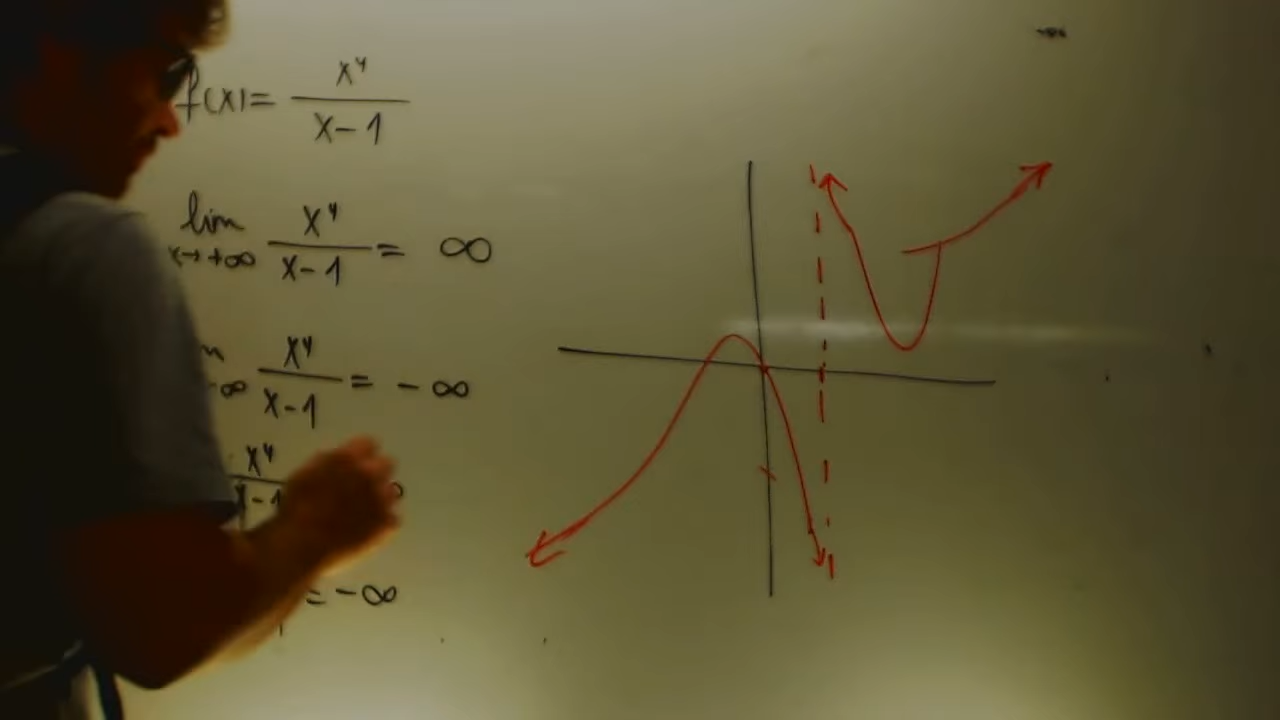 f(x) = x⁴/(x-1)
lim x→+∞ x⁴/(x-1) = ∞
∞ x⁴/(x-1) = -∞
x⁴/(x-1
= -∞